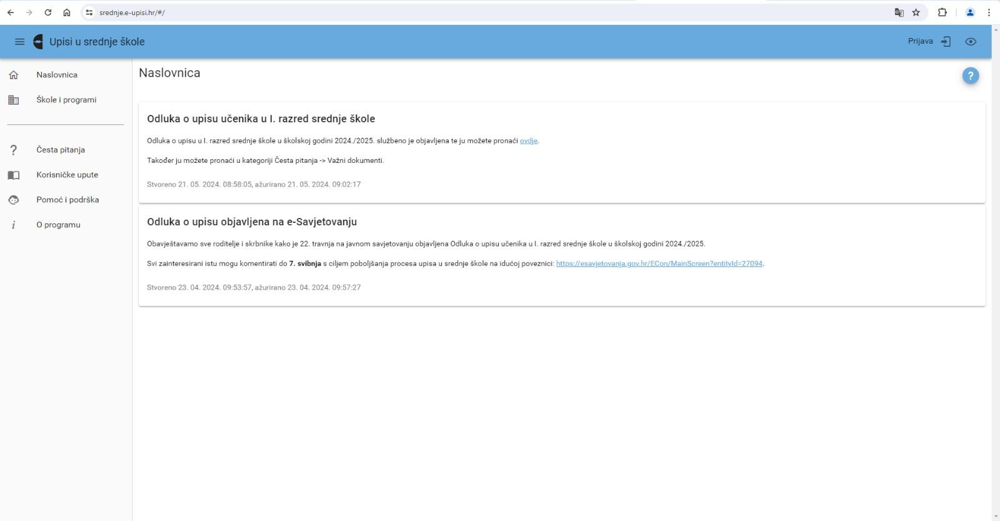 srednje.e-upisi.hr/#/
Upisi u srednje škole
Prijava
Naslovnica
Škole i programi
Česta pitanja
Korisničke upute
Pomoć i podrška
O programu
Naslovnica
?
Odluka o upisu učenika u I. razred srednje škole
Odluka o upisu u I. razred srednje škole u školskoj godini 2024./2025. službeno je objavljena te ju možete pronaći ovdje.
Također ju možete pronaći u kategoriji Česta pitanja -> Važni dokumenti.
Stvoreno 21. 05. 2024. 08:58:05, ažurirano 21. 05. 2024. 09:02:17
Odluka o upisu objavljena na e-Savjetovanju
Obavještavamo sve roditelje i skrbnike kako je 22. travnja na javnom savjetovanju objavljena Odluka o upisu učenika u I. razred srednje škole u školskoj godini 2024./2025.
Svi zainteresirani istu mogu komentirati do 7. svibnja s ciljem poboljšanja procesa upisa u srednje škole na idućoj poveznici: https://esavjetovanja.gov.hr/ECon/MainScreen?entityId=27094.
Stvoreno 23. 04. 2024. 09:53:57, ažurirano 23. 04. 2024. 09:57:27